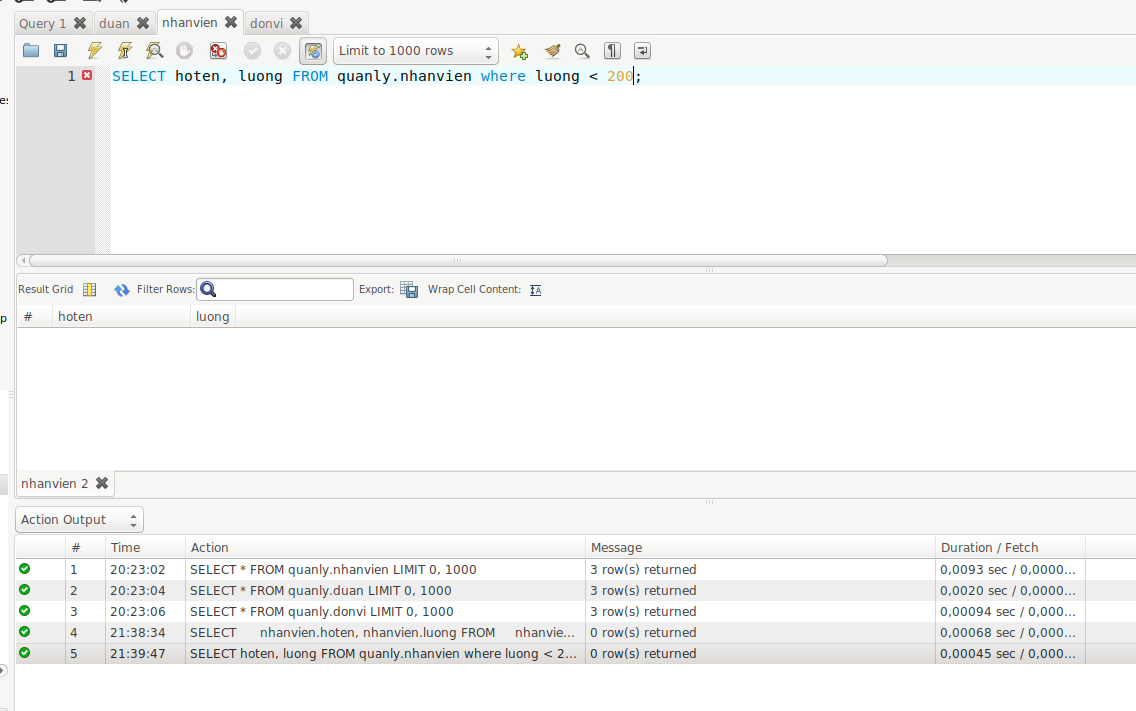 Query 1 duan nhanvien donvi
Limit to 1000 rows
es
1 SELECT hoten, luong FROM quanly.nhanvien where luong < 200;
Result Grid Filter Rows: Export: Wrap Cell Content:
p
# hoten luong
nhanvien 2
Action Output
# Time Action Message Duration / Fetch
1 20:23:02 SELECT * FROM quanly.nhanvien LIMIT 0, 1000 3 row(s) returned 0,0093 sec / 0,0000...
2 20:23:04 SELECT * FROM quanly.duan LIMIT 0, 1000 3 row(s) returned 0,0020 sec / 0,0000...
3 20:23:06 SELECT * FROM quanly.donvi LIMIT 0, 1000 3 row(s) returned 0,00094 sec / 0,000...
4 21:38:34 SELECT nhanvien.hoten, nhanvien.luong FROM nhanvie... 0 row(s) returned 0,00068 sec / 0,000...
5 21:39:47 SELECT hoten, luong FROM quanly.nhanvien where luong < 2... 0 row(s) returned 0,00045 sec / 0,000...